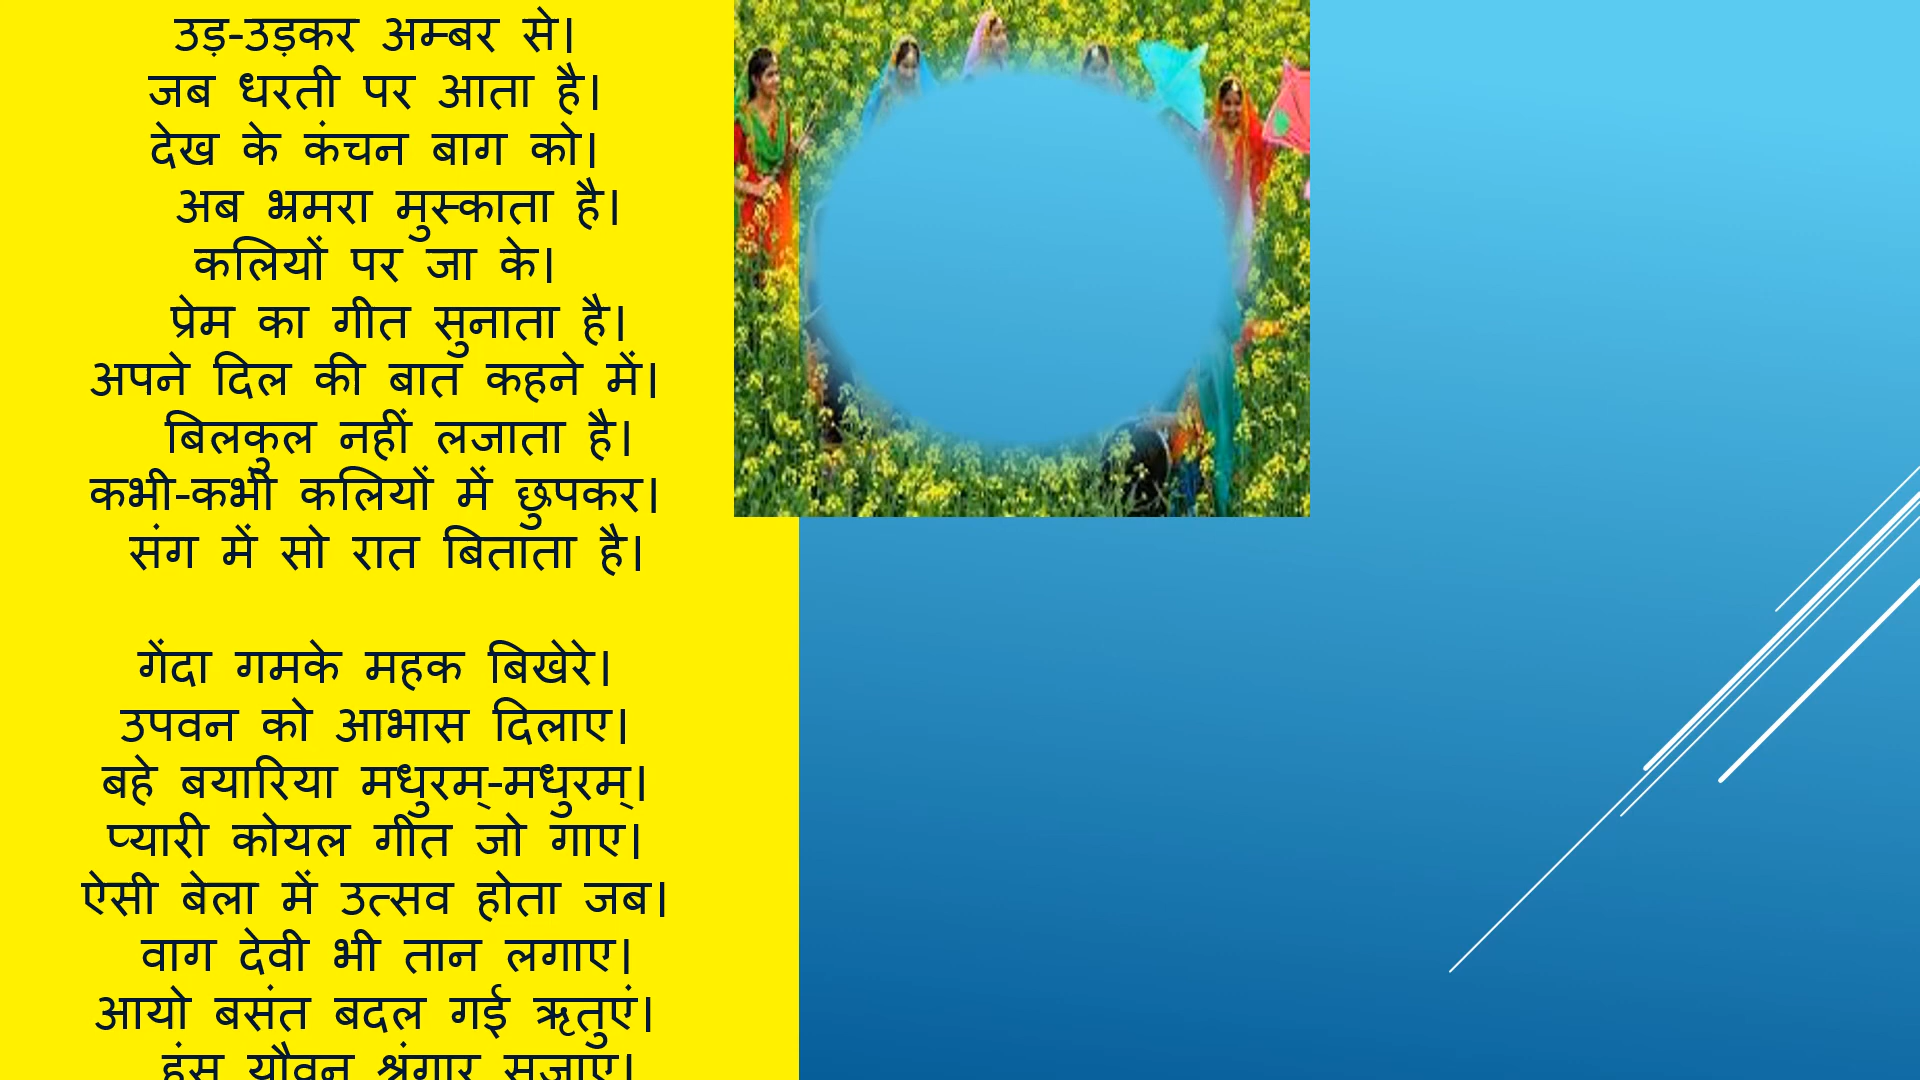 उड़-उड़कर अम्बर से।
जब धरती पर आता है।
देख के कंचन बाग को।
अब भ्रमरा मुस्काता है।
कलियों पर जा के।
प्रेम का गीत सुनाता है।
अपने दिल की बात कहने में।
बिलकुल नहीं लजाता है।
कभी-कभी कलियों में छुपकर।
संग में सो रात बिताता है।
गेंदा गमके महक बिखेरे।
उपवन को आभास दिलाए।
बहे बयारिया मधुरम्-मधुरम्।
प्यारी कोयल गीत जो गाए।
ऐसी बेला में उत्सव होता जब।
वाग देवी भी तान लगाए।
आयो बसंत बदल गई ऋतुएं।
हंस यौवन श्रंगार सजाए।